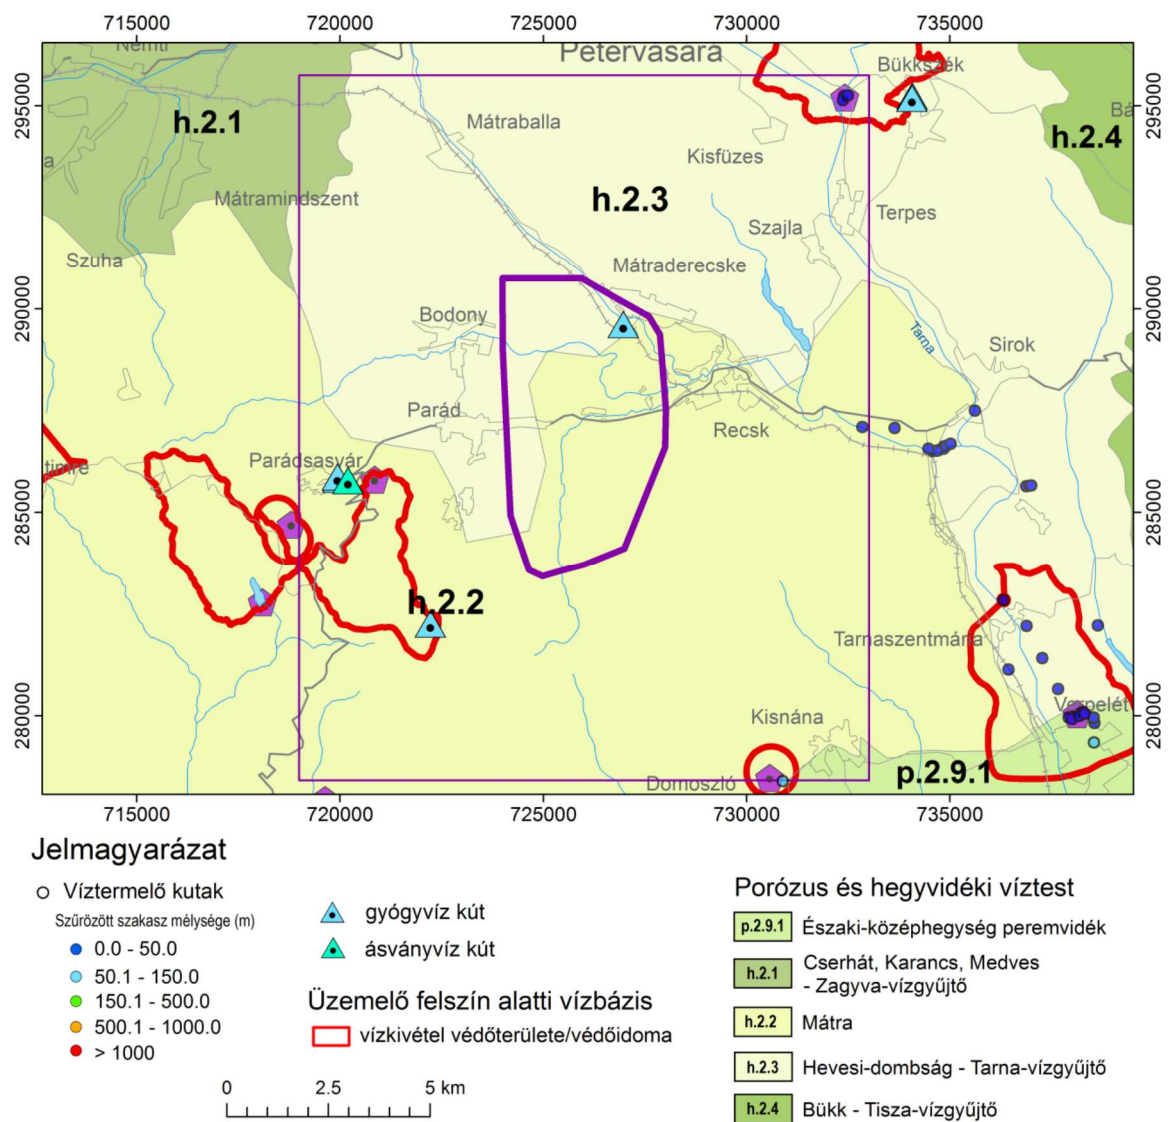 715000 720000 725000 730000 735000
Pétervására
Nemti
Bükkszék
295000
295000
h.2.1
Mátraballa
h.2.4
Kisfüzes
a
h.2.3
Mátramindszent
Terpes
Szajla
Szuha
Mátraderecske
290000
290000
Bodony
Tarna
Sirok
Parád
Recsk
timre
Parádsasvár
285000
285000
h.2.2
Tarnaszentmária
280000
280000
Kisnána
Verpelét
Domoszló
p.2.9.1
715000 720000 725000 730000 735000
Jelmagyarázat
Víztermelő kutak
Szűrözött szakasz mélysége (m)
0.0 - 50.0
50.1 - 150.0
150.1 - 500.0
500.1 - 1000.0
> 1000
gyógyvíz kút
ásványvíz kút
Üzemelő felszín alatti vízbázis
vízkivétel védőterülete/védőidoma
0 2.5 5 km
Porózus és hegyvidéki víztest
p.2.9.1 Északi-középhegység peremvidék
h.2.1 Cserhát, Karancs, Medves
- Zagyva-vízgyűjtő
h.2.2 Mátra
h.2.3 Hevesi-dombság - Tarna-vízgyűjtő
h.2.4 Bükk - Tisza-vízgyűjtő